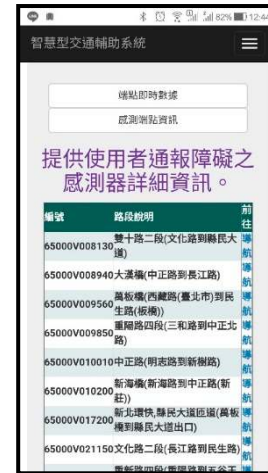 82% 12:44
智慧型交通輔助系統
端點即時數據
感測端點資訊
提供使用者通報障礙之
感測器詳細資訊。
編號 路段說明 前往
65000V008130 雙十路二段(文化路到縣民大道) 導航
65000V008940 大漢橋(中正路到長江路) 導航
65000V009560 萬板橋(西藏路(臺北市)到民生路(板橋)) 導航
65000V009850 重陽路四段(三和路到中正北路) 導航
65000V010010 中正路(明志路到新樹路) 導航
65000V010200 新海橋(新海路到中正路(新莊)) 導航
65000V017200 新北環快,縣民大道匝道(萬板橋到縣民大道出口) 導航
65000V021150 文化路二段(長江路到民生路) 導航